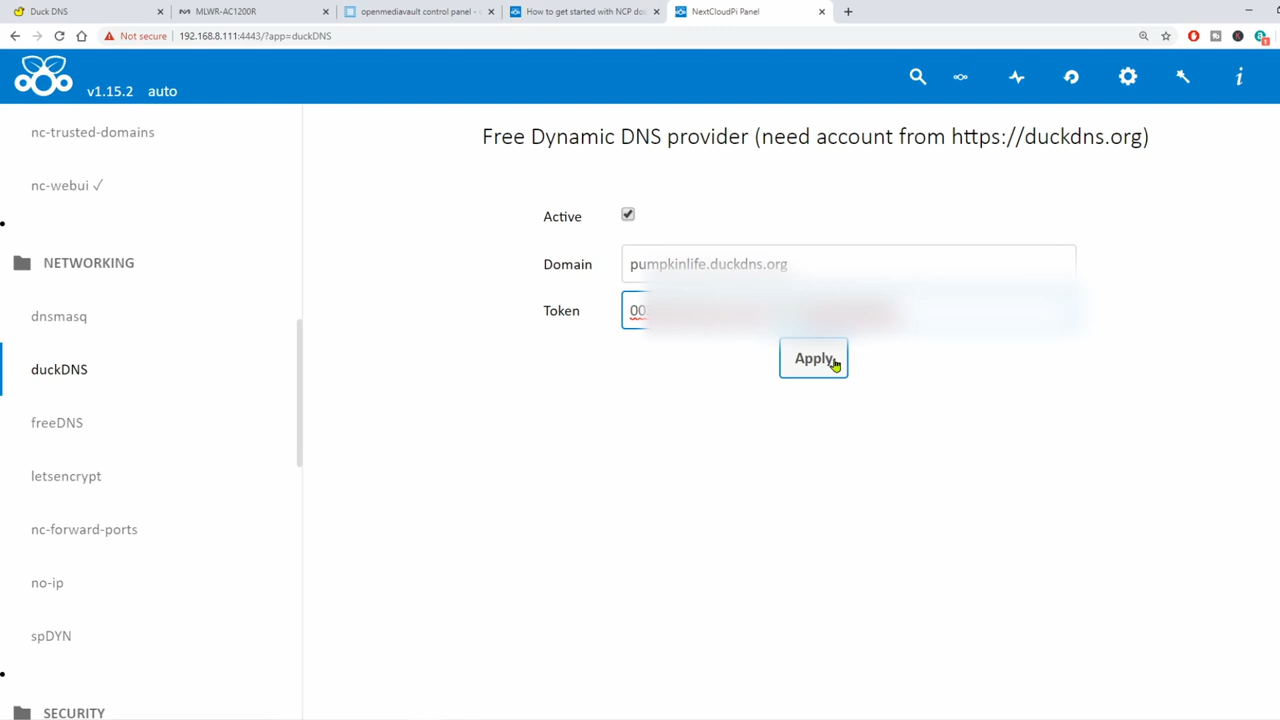 Duck DNS
MLWR-AC1200R
openmediavault control panel -
How to get started with NCP do
NextCloudPi Panel
Not secure
192.168.8.111:4443/?app=duckDNS
v1.15.2 auto
nc-trusted-domains
nc-webui ✓
NETWORKING
dnsmasq
duckDNS
freeDNS
letsencrypt
nc-forward-ports
no-ip
spDYN
SECURITY
Free Dynamic DNS provider (need account from https://duckdns.org)
Active
Domain
pumpkinlife.duckdns.org
Token
00
Apply